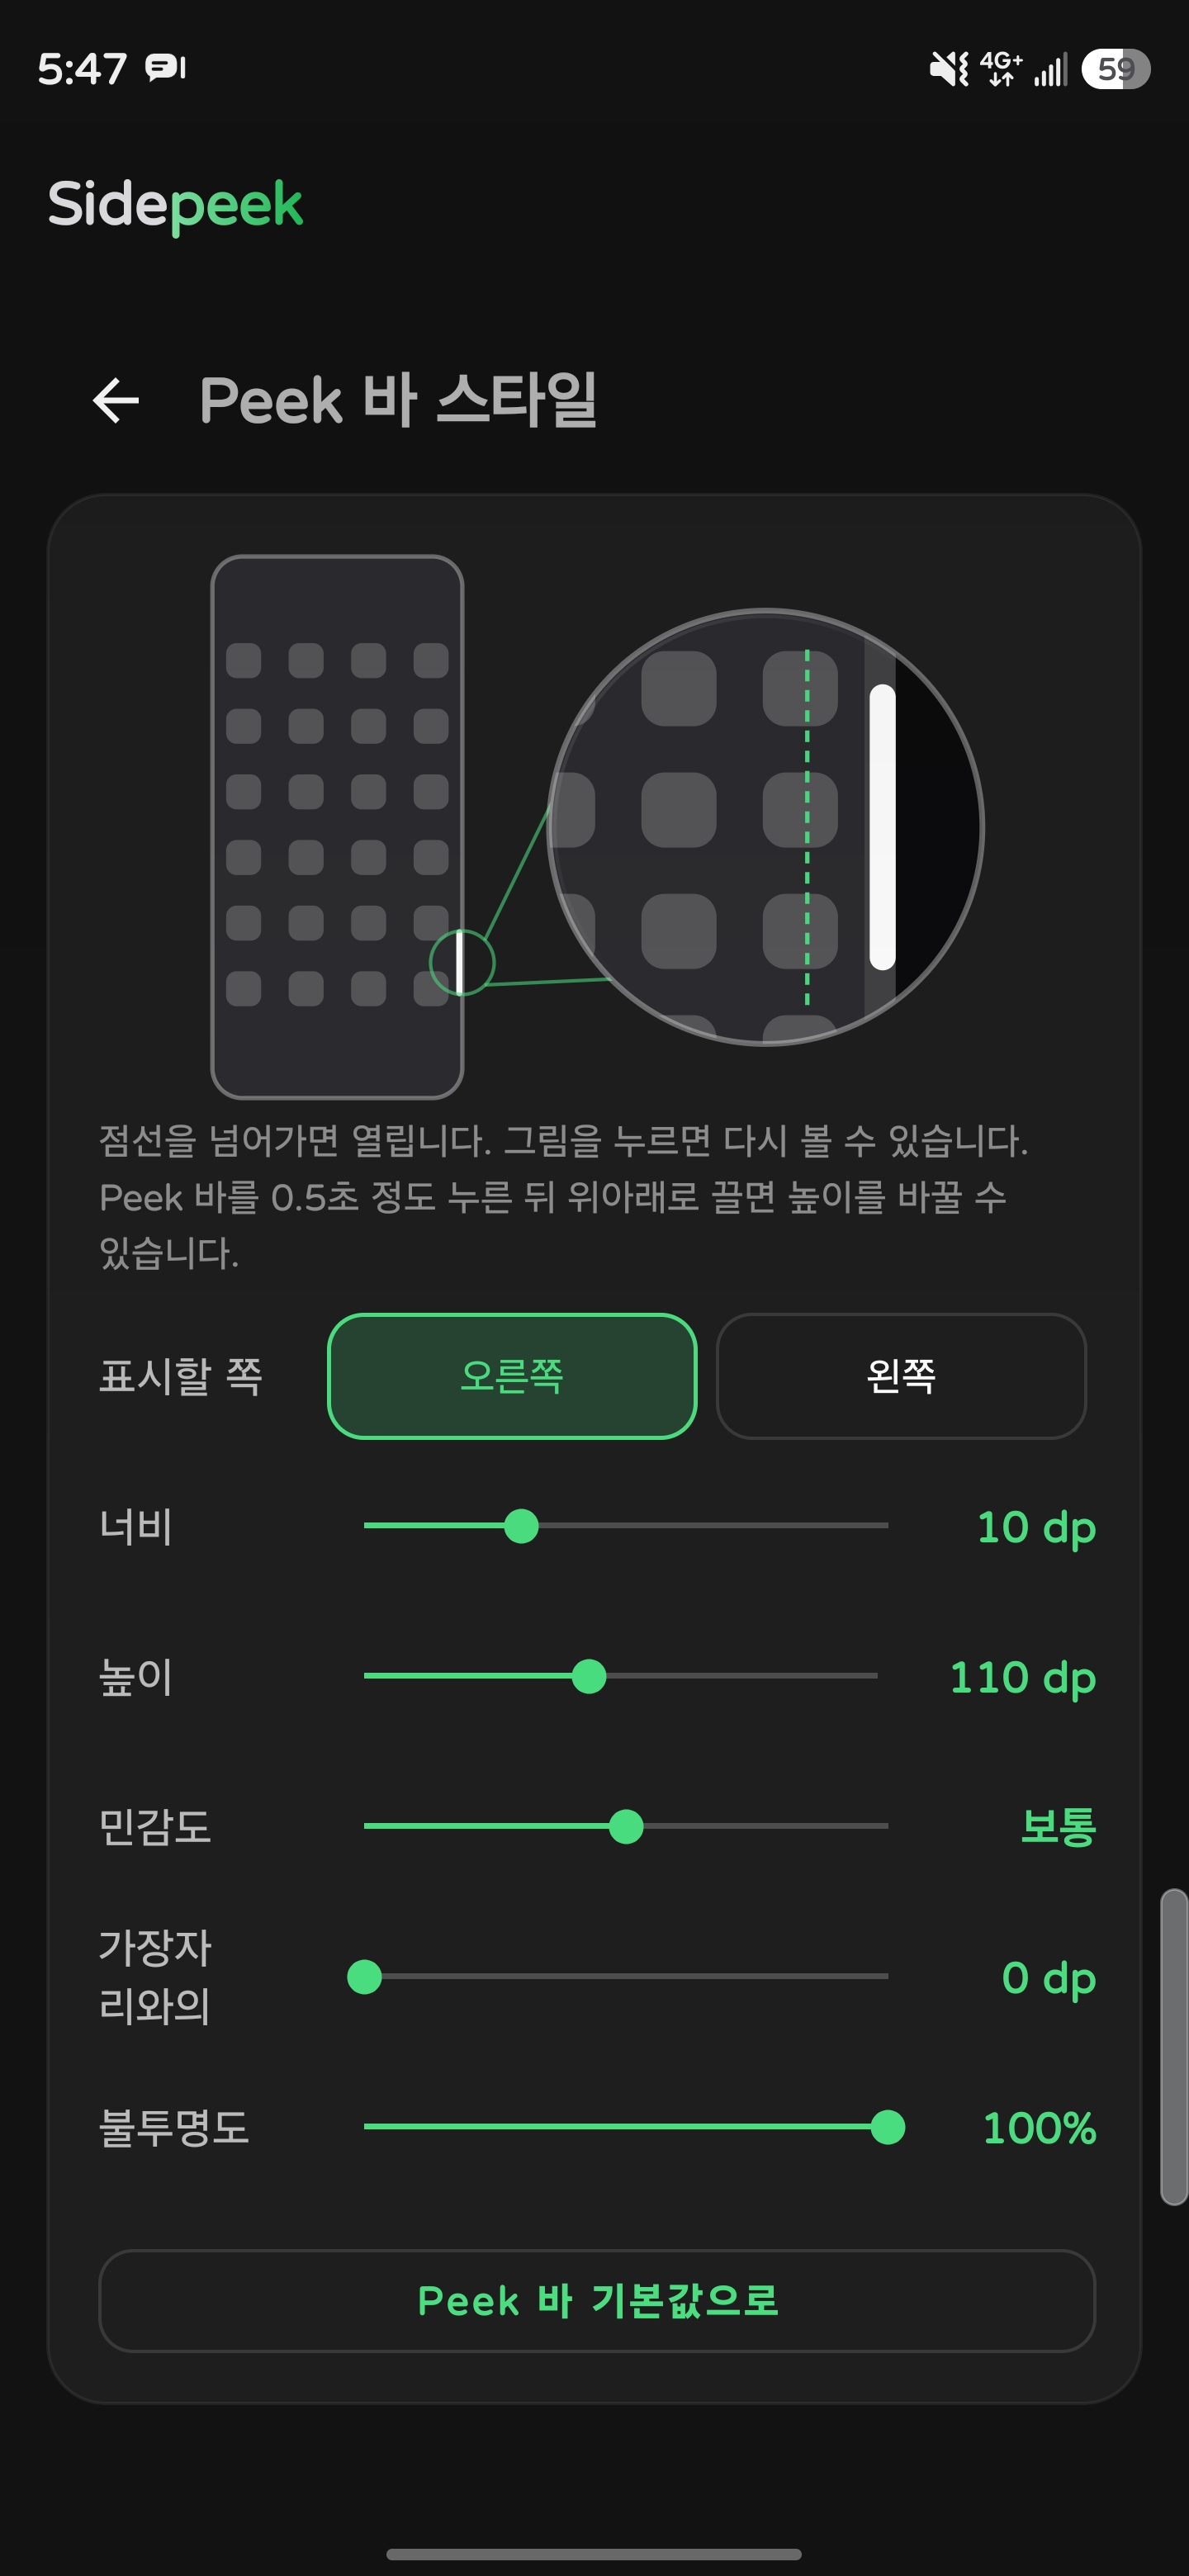 5:47
4G+
59
Sidepeek
Peek 바 스타일
점선을 넘어가면 열립니다. 그림을 누르면 다시 볼 수 있습니다.
Peek 바를 0.5초 정도 누른 뒤 위아래로 끌면 높이를 바꿀 수
있습니다.
표시할 쪽
오른쪽
왼쪽
너비
10 dp
높이
110 dp
민감도
보통
가장자
리와의
0 dp
불투명도
100%
Peek 바 기본값으로